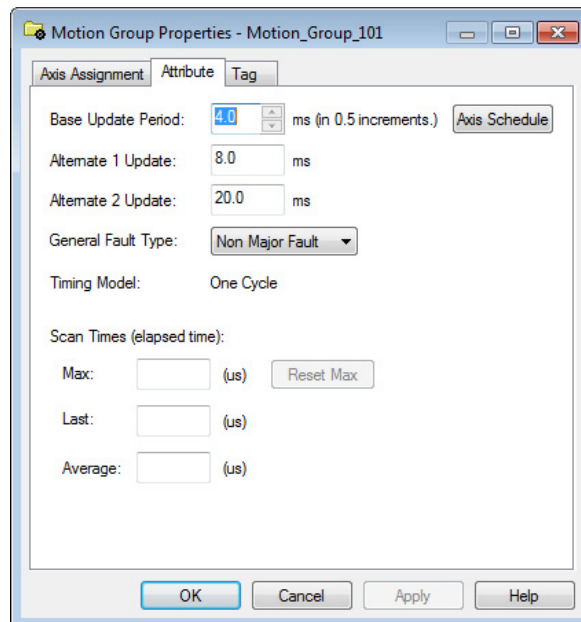 Motion Group Properties - Motion_Group_101
Axis Assignment Attribute Tag
Base Update Period: 4.0 ms (in 0.5 increments.) Axis Schedule
Alternate 1 Update: 8.0 ms
Alternate 2 Update: 20.0 ms
General Fault Type: Non Major Fault
Timing Model: One Cycle
Scan Times (elapsed time):
Max: (us) Reset Max
Last: (us)
Average: (us)
OK Cancel Apply Help